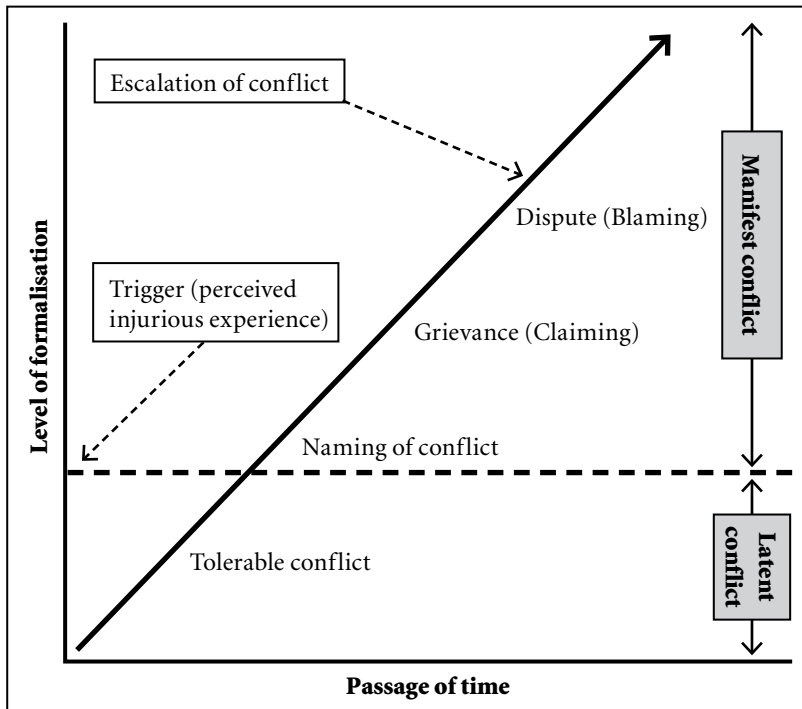 Escalation of conflict
Dispute (Blaming)
Trigger (perceived
injurious experience)
Grievance (Claiming)
Naming of conflict
Tolerable conflict
Manifest conflict
Latent
conflict
Level of formalisation
Passage of time